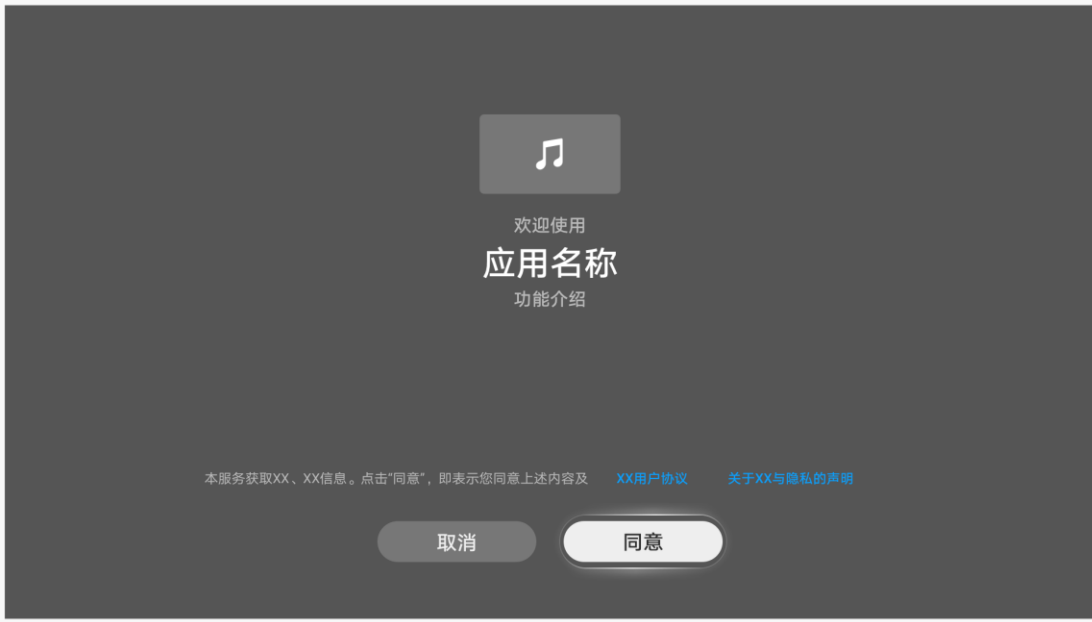 欢迎使用
应用名称
功能介绍
本服务获取XX、XX信息。点击“同意”，即表示您同意上述内容及 XX用户协议 关于XX与隐私的声明
取消 同意